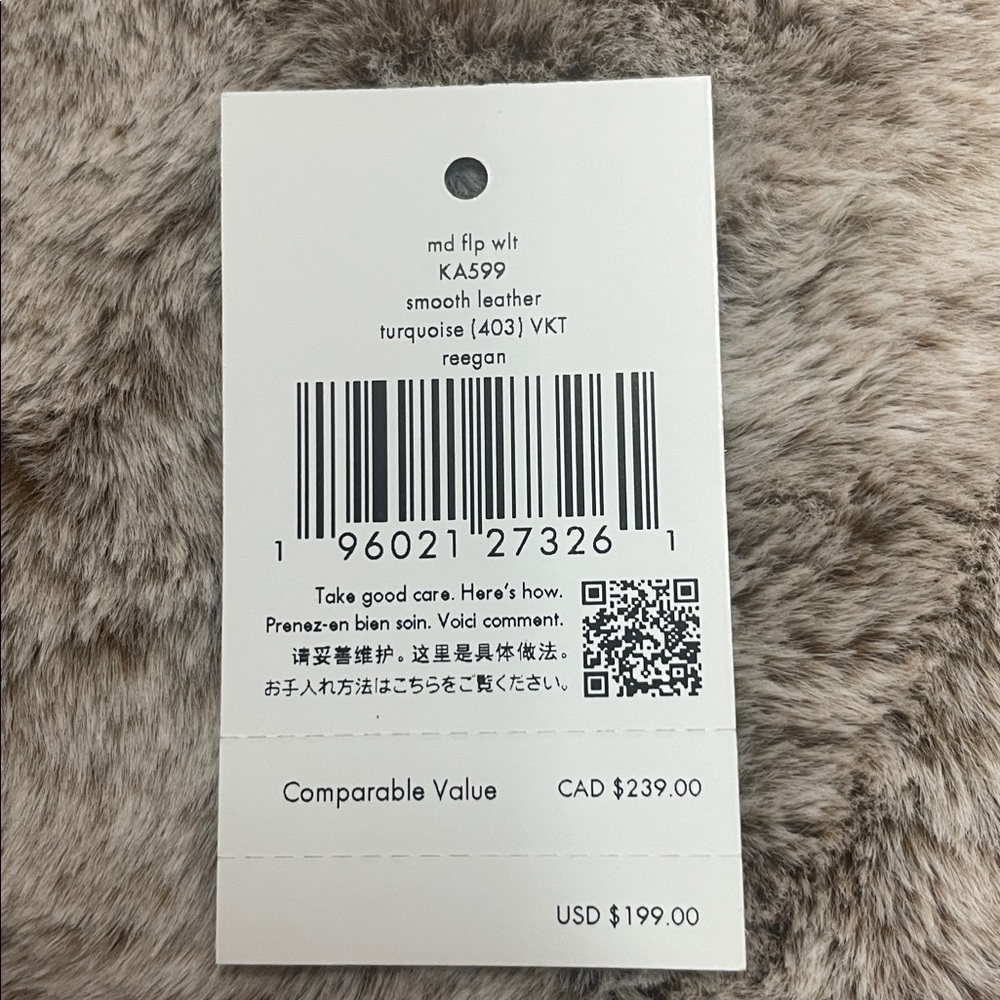 md flp wlt
KA599
smooth leather
turquoise (403) VKT
reegan
1 96021 27326 1
Take good care. Here's how.
Prenez-en bien soin. Voici comment.
请妥善维护。这里是具体做法。
お手入れ方法はこちらをご覧ください。
Comparable Value CAD $239.00
USD $199.00